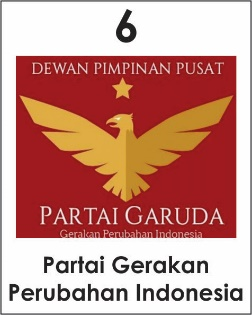 6
DEWAN PIMPINAN PUSAT
PARTAI GARUDA
Gerakan Perubahan Indonesia
Partai Gerakan
Perubahan Indonesia